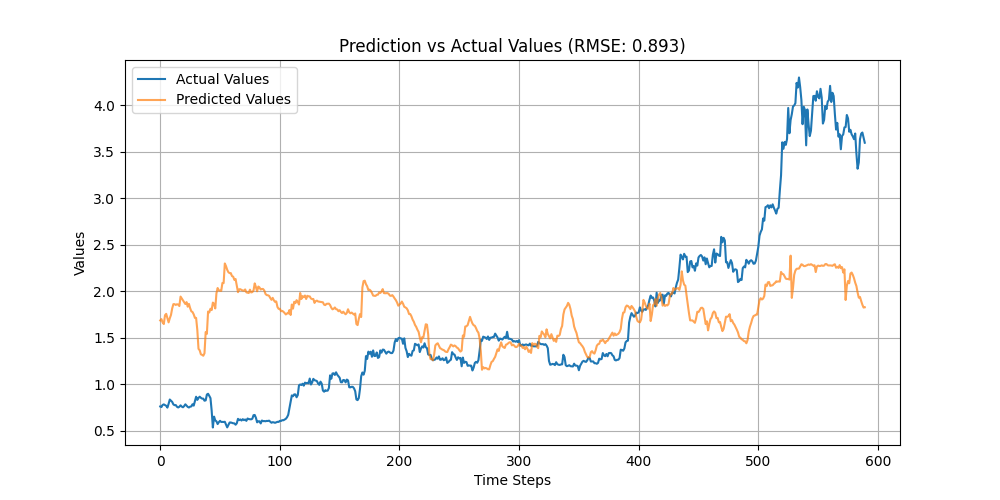 Prediction vs Actual Values (RMSE: 0.893)
Actual Values
Predicted Values
4.0
3.5
3.0
2.5
2.0
1.5
1.0
0.5
Values
0 100 200 300 400 500 600
Time Steps